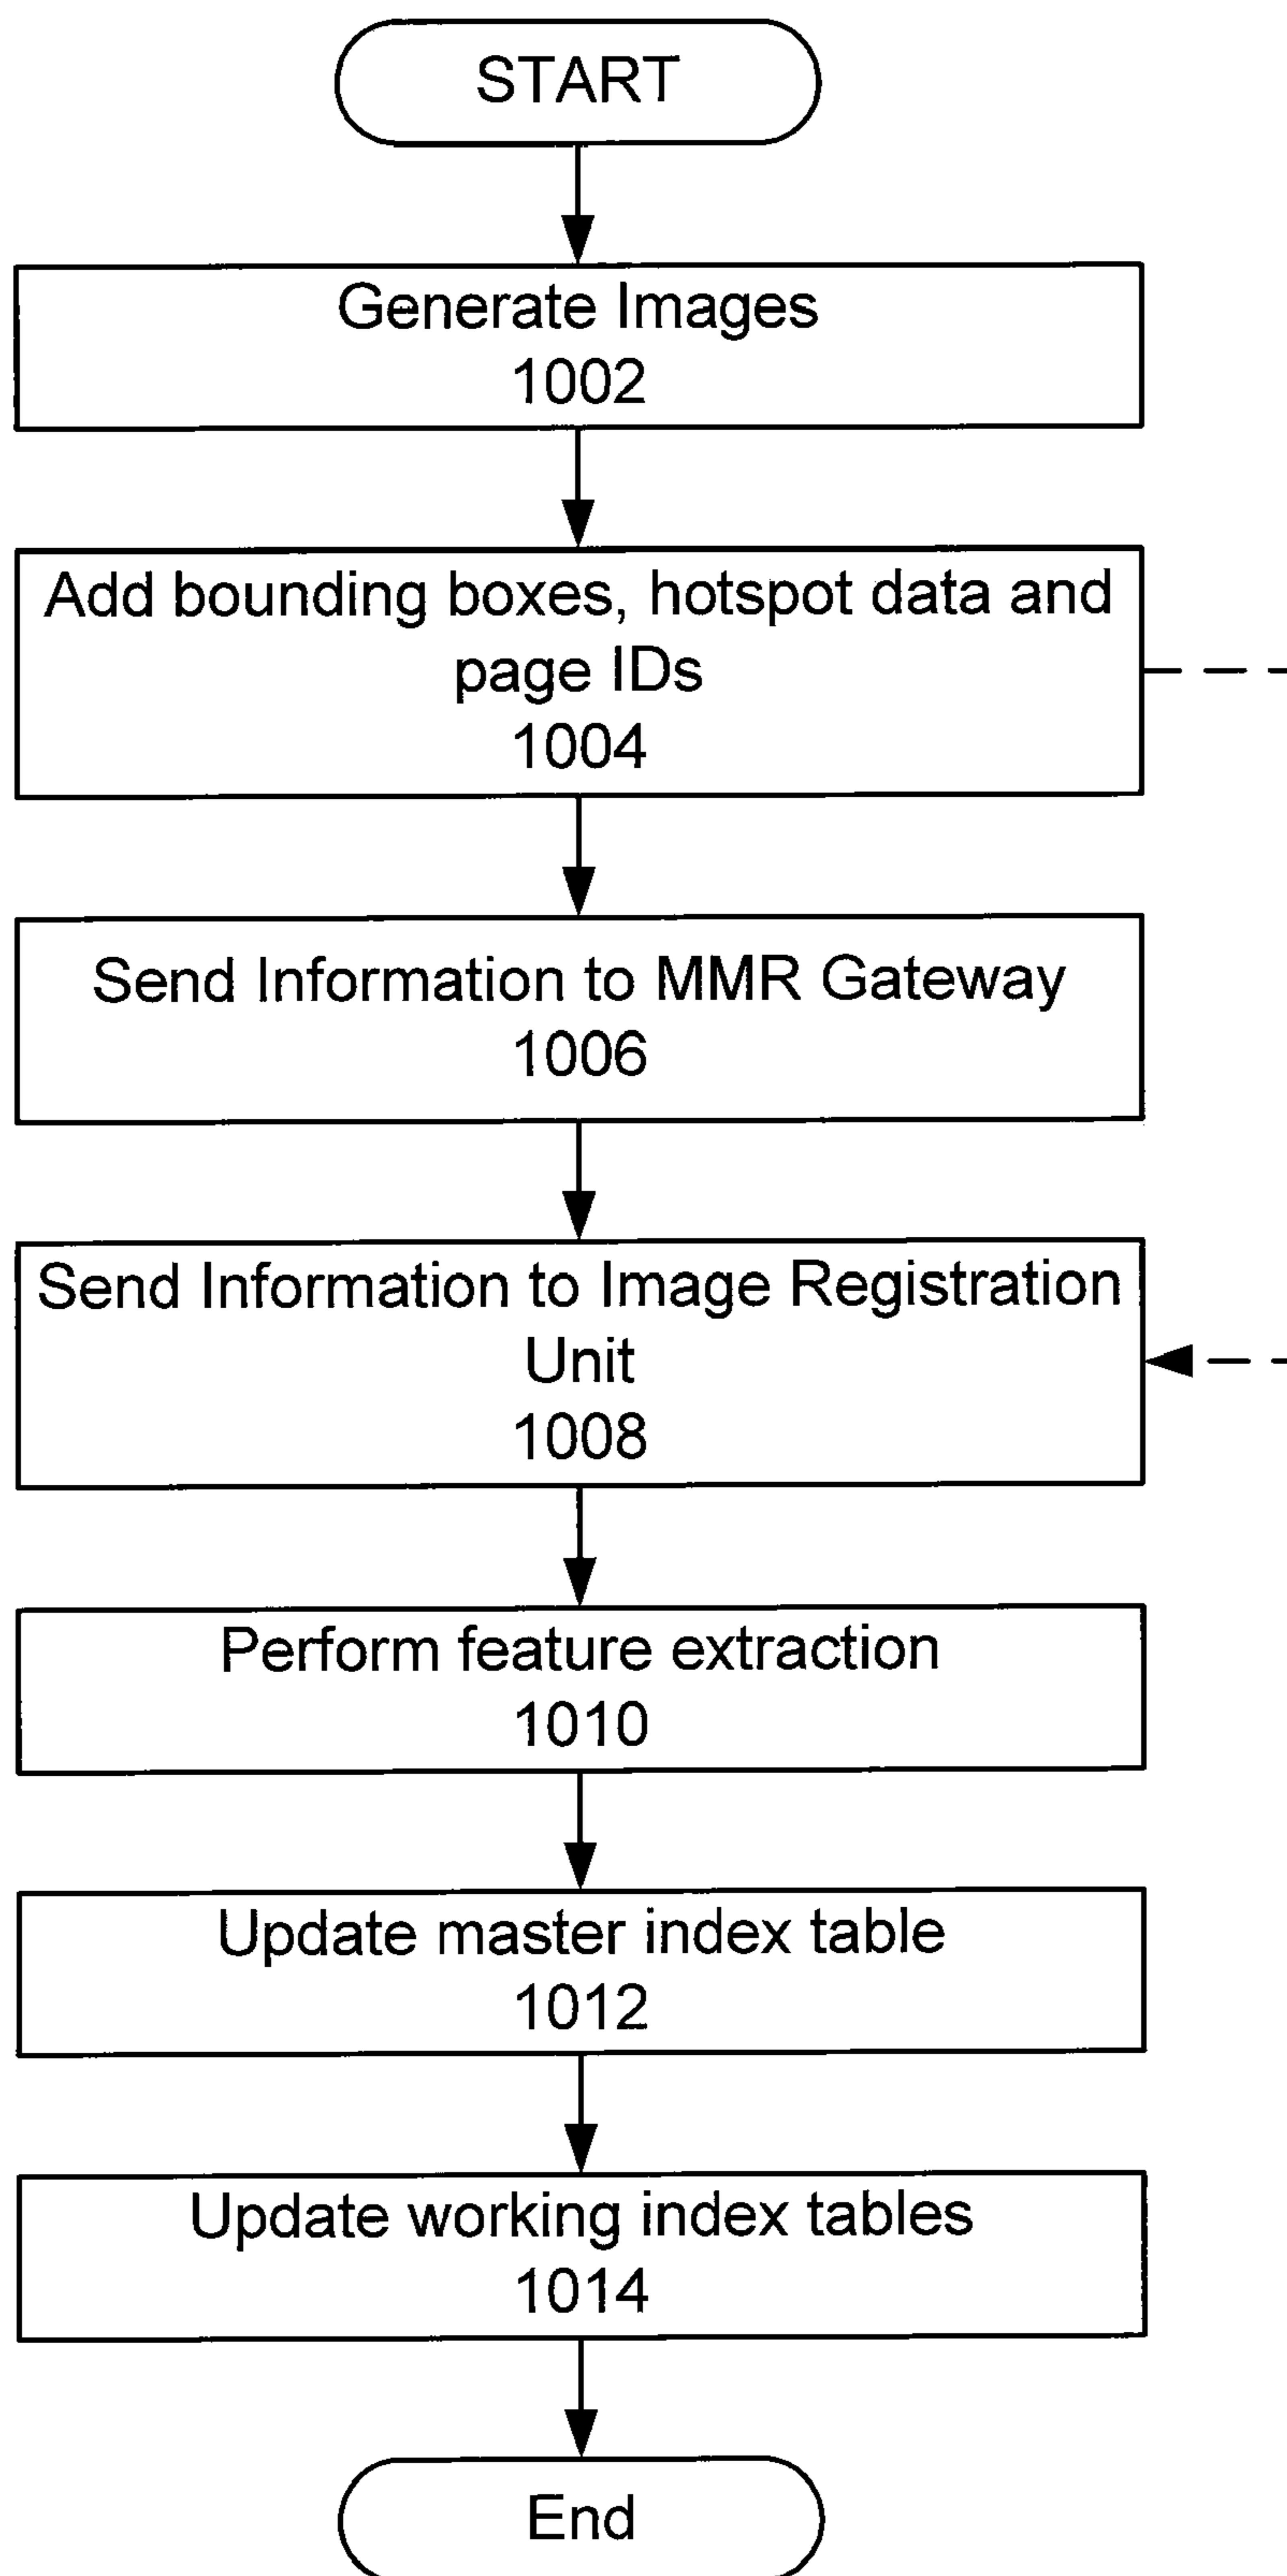 START
Generate Images
1002
Add bounding boxes, hotspot data and
page IDs
1004
Send Information to MMR Gateway
1006
Send Information to Image Registration
Unit
1008
Perform feature extraction
1010
Update master index table
1012
Update working index tables
1014
End